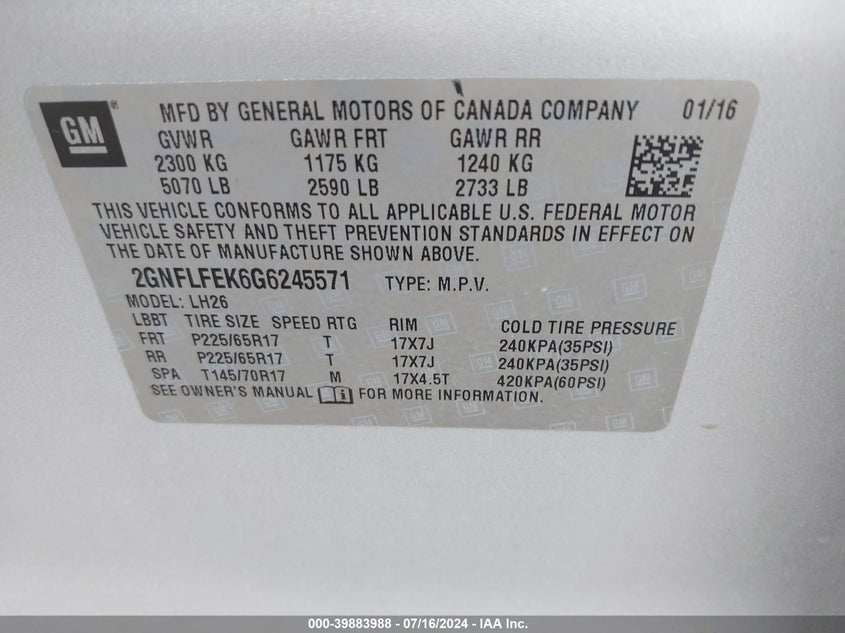 GM ® MFD BY GENERAL MOTORS OF CANADA COMPANY 01/16
GVWR GAWR FRT GAWR RR
2300 KG 1175 KG 1240 KG
5070 LB 2590 LB 2733 LB
THIS VEHICLE CONFORMS TO ALL APPLICABLE U.S. FEDERAL MOTOR
VEHICLE SAFETY AND THEFT PREVENTION STANDARDS IN EFFECT ON
THE DATE OF MANUFACTURE SHOWN ABOVE.
2GNFLFEK6G6245571 TYPE: M.P.V.
MODEL: LH26
LBBT TIRE SIZE SPEED RTG RIM COLD TIRE PRESSURE
FRT P225/65R17 T 17X7J 240KPA(35PSI)
RR P225/65R17 T 17X7J 240KPA(35PSI)
SPA T145/70R17 M 17X4.5T 420KPA(60PSI)
SEE OWNER'S MANUAL i FOR MORE INFORMATION.
000-39883988 - 07/16/2024 - IAA Inc.